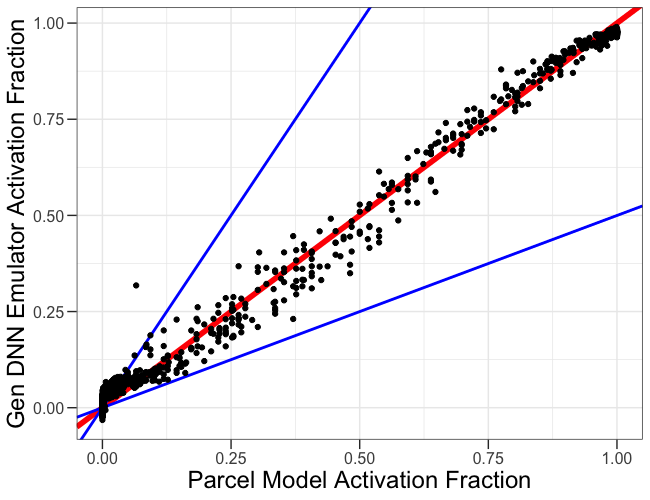 Gen DNN Emulator Activation Fraction
1.00
0.75
0.50
0.25
0.00
0.00 0.25 0.50 0.75 1.00
Parcel Model Activation Fraction